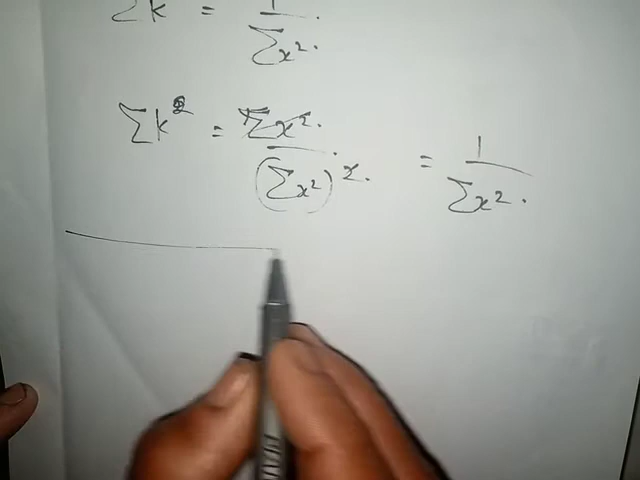 Σk = 1/Σx².
Σk² = Σx²./(Σx²)². = 1/Σx².